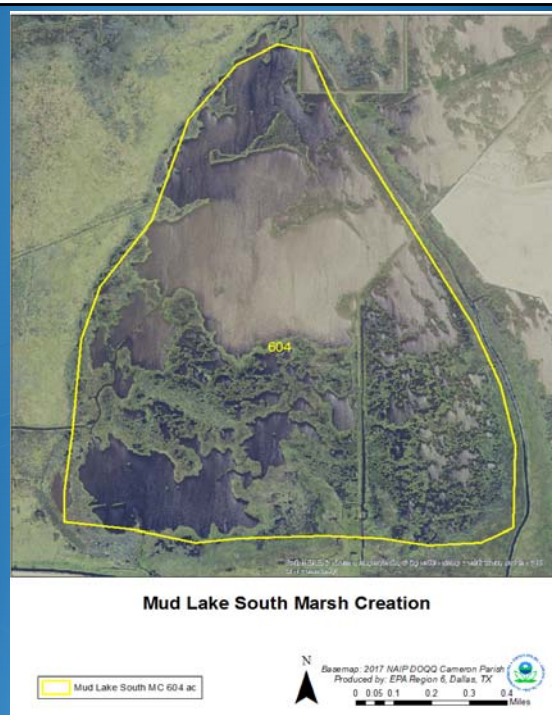 604
Mud Lake South Marsh Creation
Mud Lake South MC 604 ac
N
Basemap: 2017 NAIP DOQQ Cameron Parish
Produced by: EPA Region 6, Dallas, TX
0 0.05 0.1 0.2 0.3 0.4
Miles